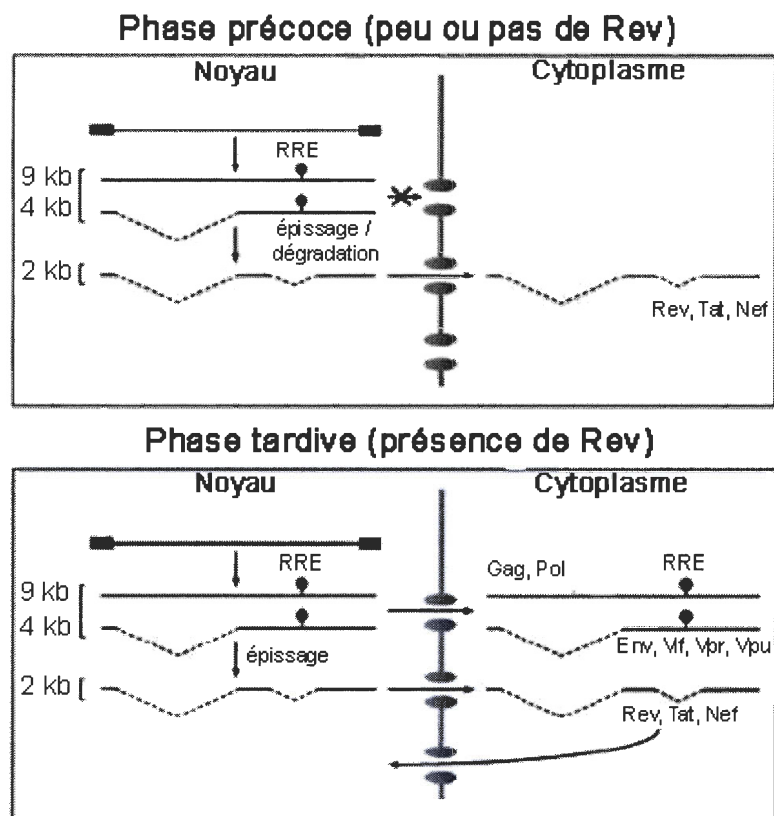 Phase précoce (peu ou pas de Rev)
Noyau
Cytoplasme
RRE
9 kb
4 kb
épissage /
dégradation
2 kb
Rev, Tat, Nef
Phase tardive (présence de Rev)
Noyau
Cytoplasme
RRE
Gag, Pol
RRE
9 kb
4 kb
Env, Vif, Vpr, Vpu
épissage
2 kb
Rev, Tat, Nef